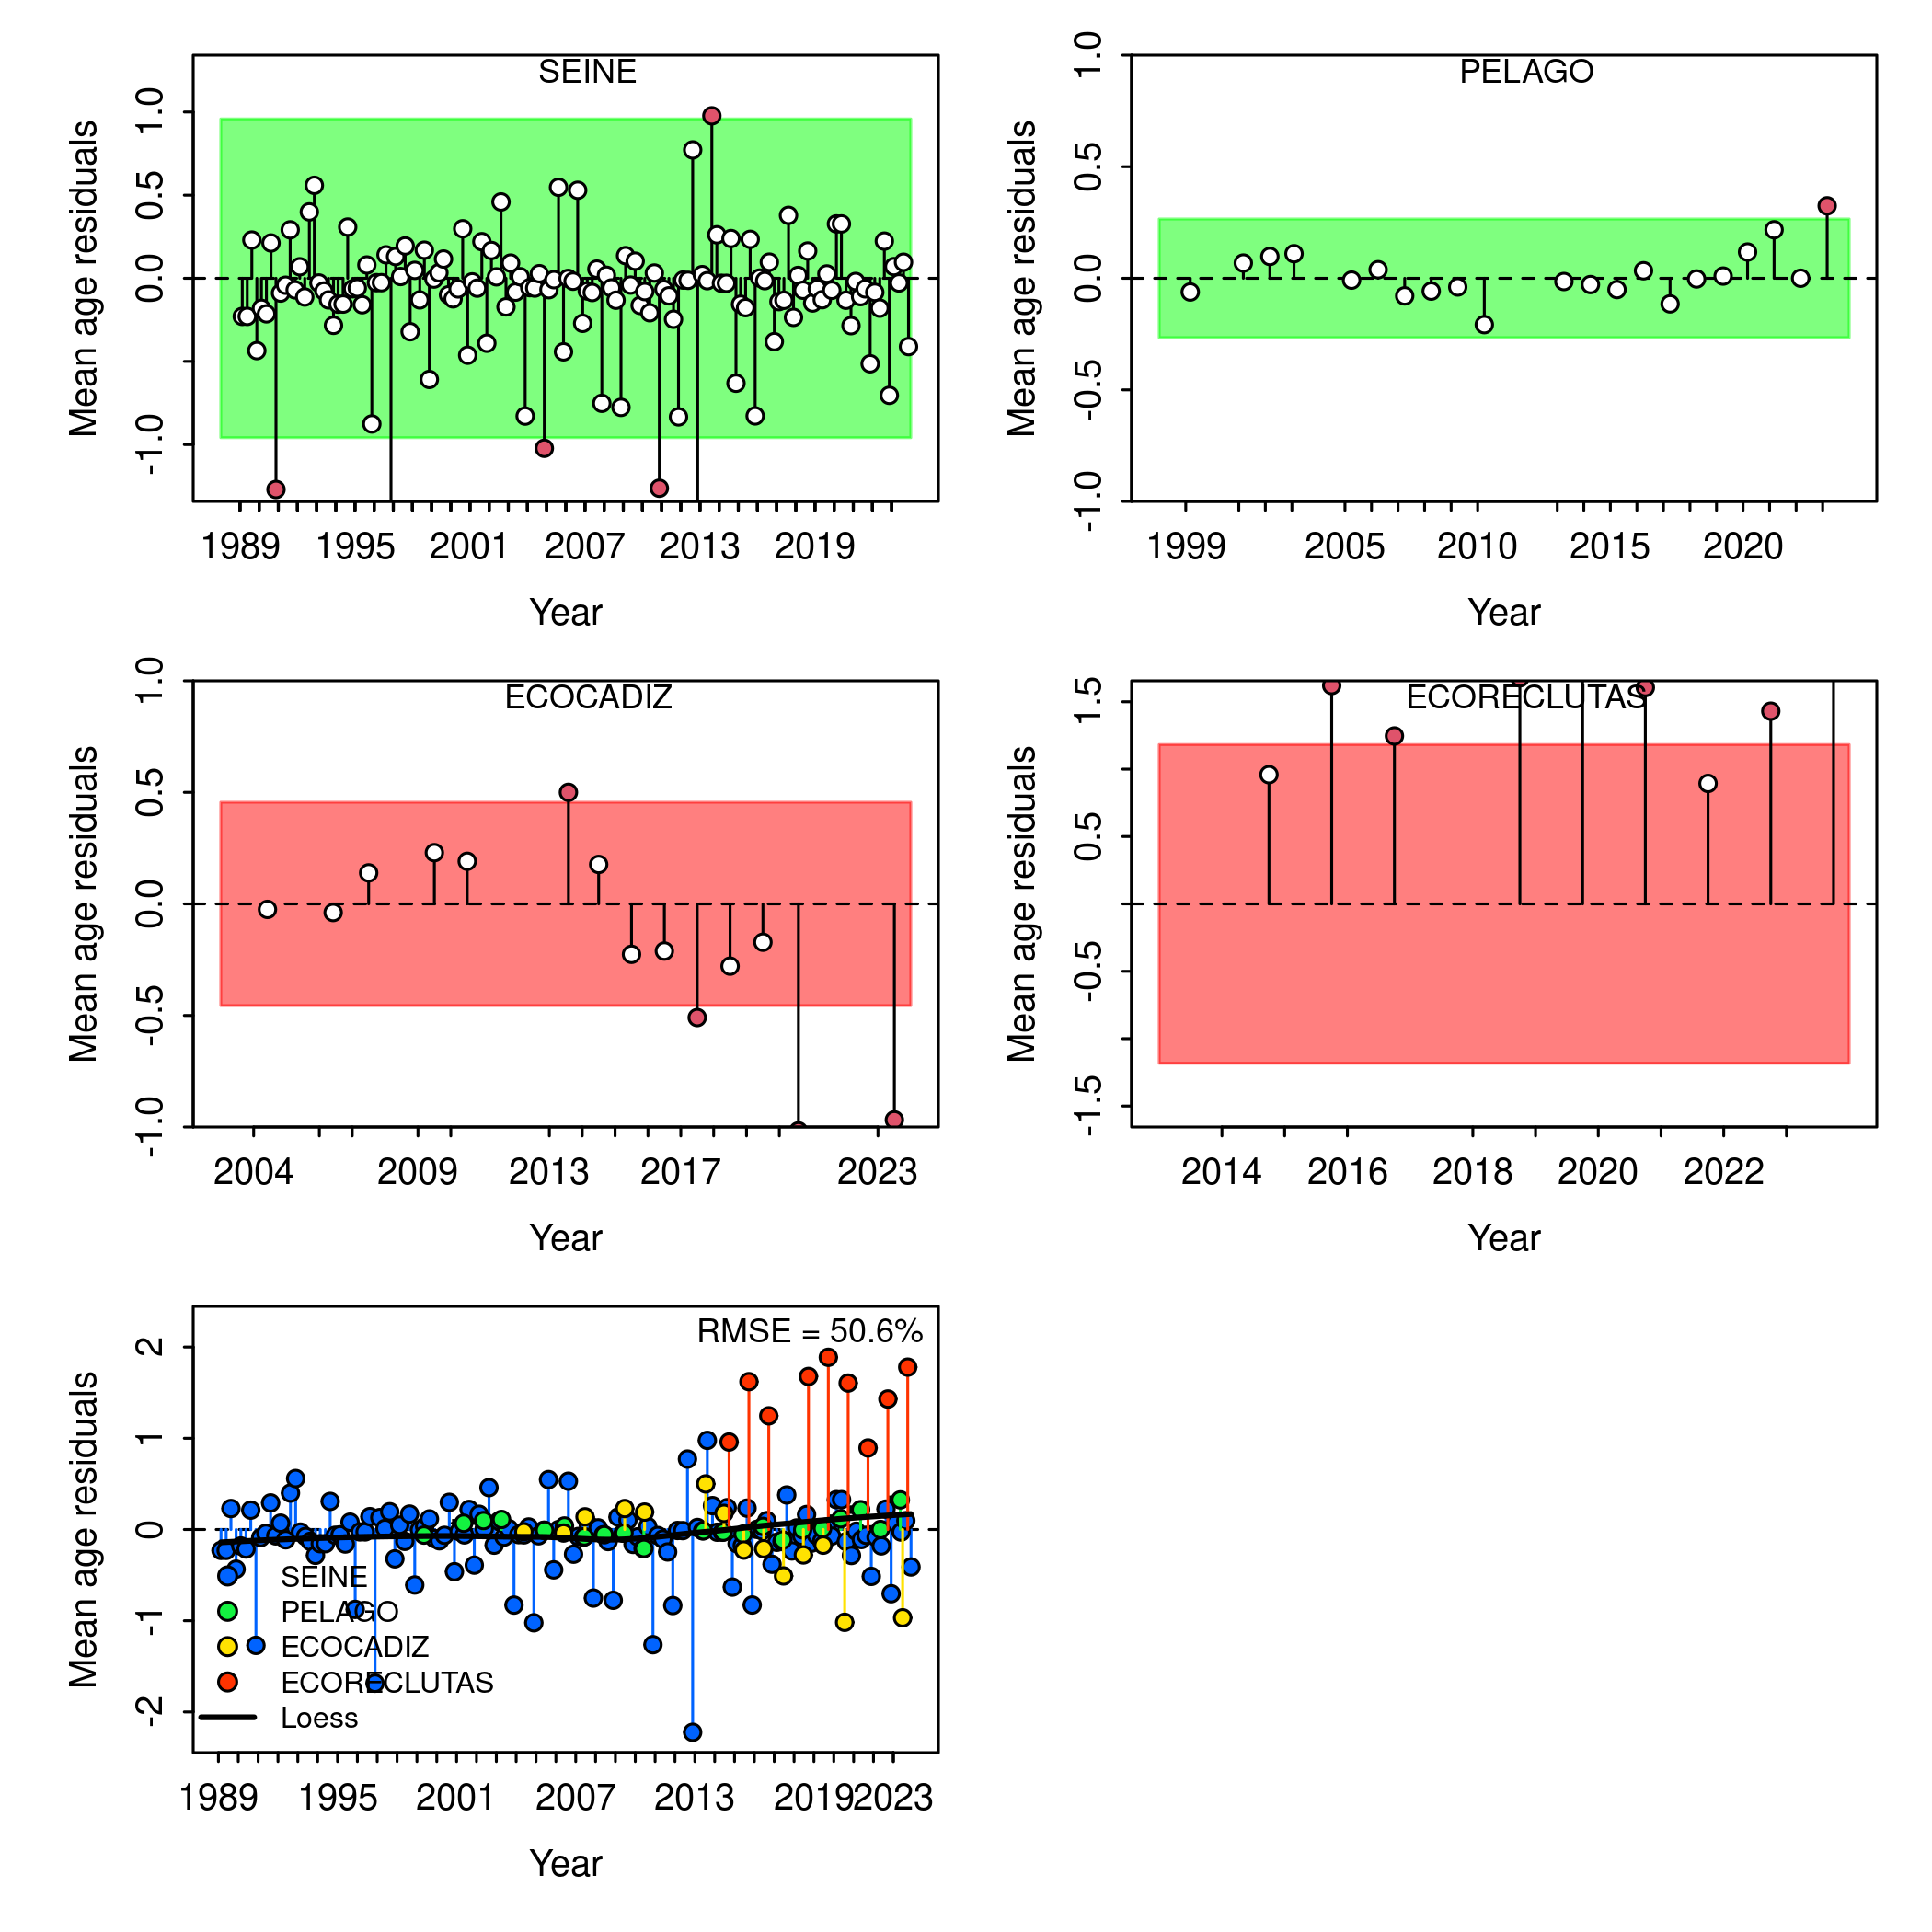 SEINE
Mean age residuals
1.0
0.5
0.0
-1.0
1989 1995 2001 2007 2013 2019
Year
PELAGO
Mean age residuals
1.0
0.5
0.0
-0.5
-1.0
1999 2005 2010 2015 2020
Year
ECOCADIZ
Mean age residuals
1.0
0.5
0.0
-0.5
-1.0
2004 2009 2013 2017 2023
Year
ECORECLUTAS
Mean age residuals
1.5
0.5
-0.5
-1.5
2014 2016 2018 2020 2022
Year
RMSE = 50.6%
Mean age residuals
2
1
0
-1
-2
SEINE
PELAGO
ECOCADIZ
ECORECLUTAS
Loess
1989 1995 2001 2007 2013 2019 2023
Year